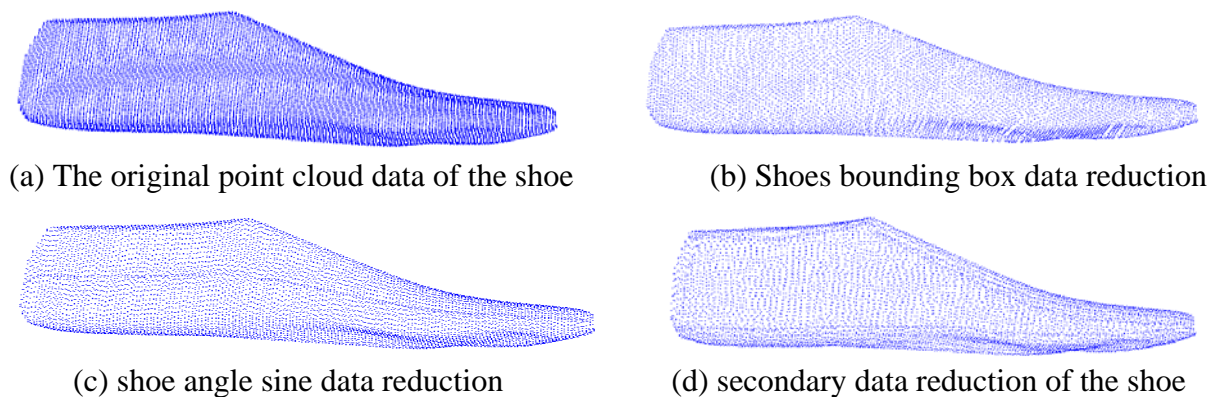 (a) The original point cloud data of the shoe
(b) Shoes bounding box data reduction
(c) shoe angle sine data reduction
(d) secondary data reduction of the shoe